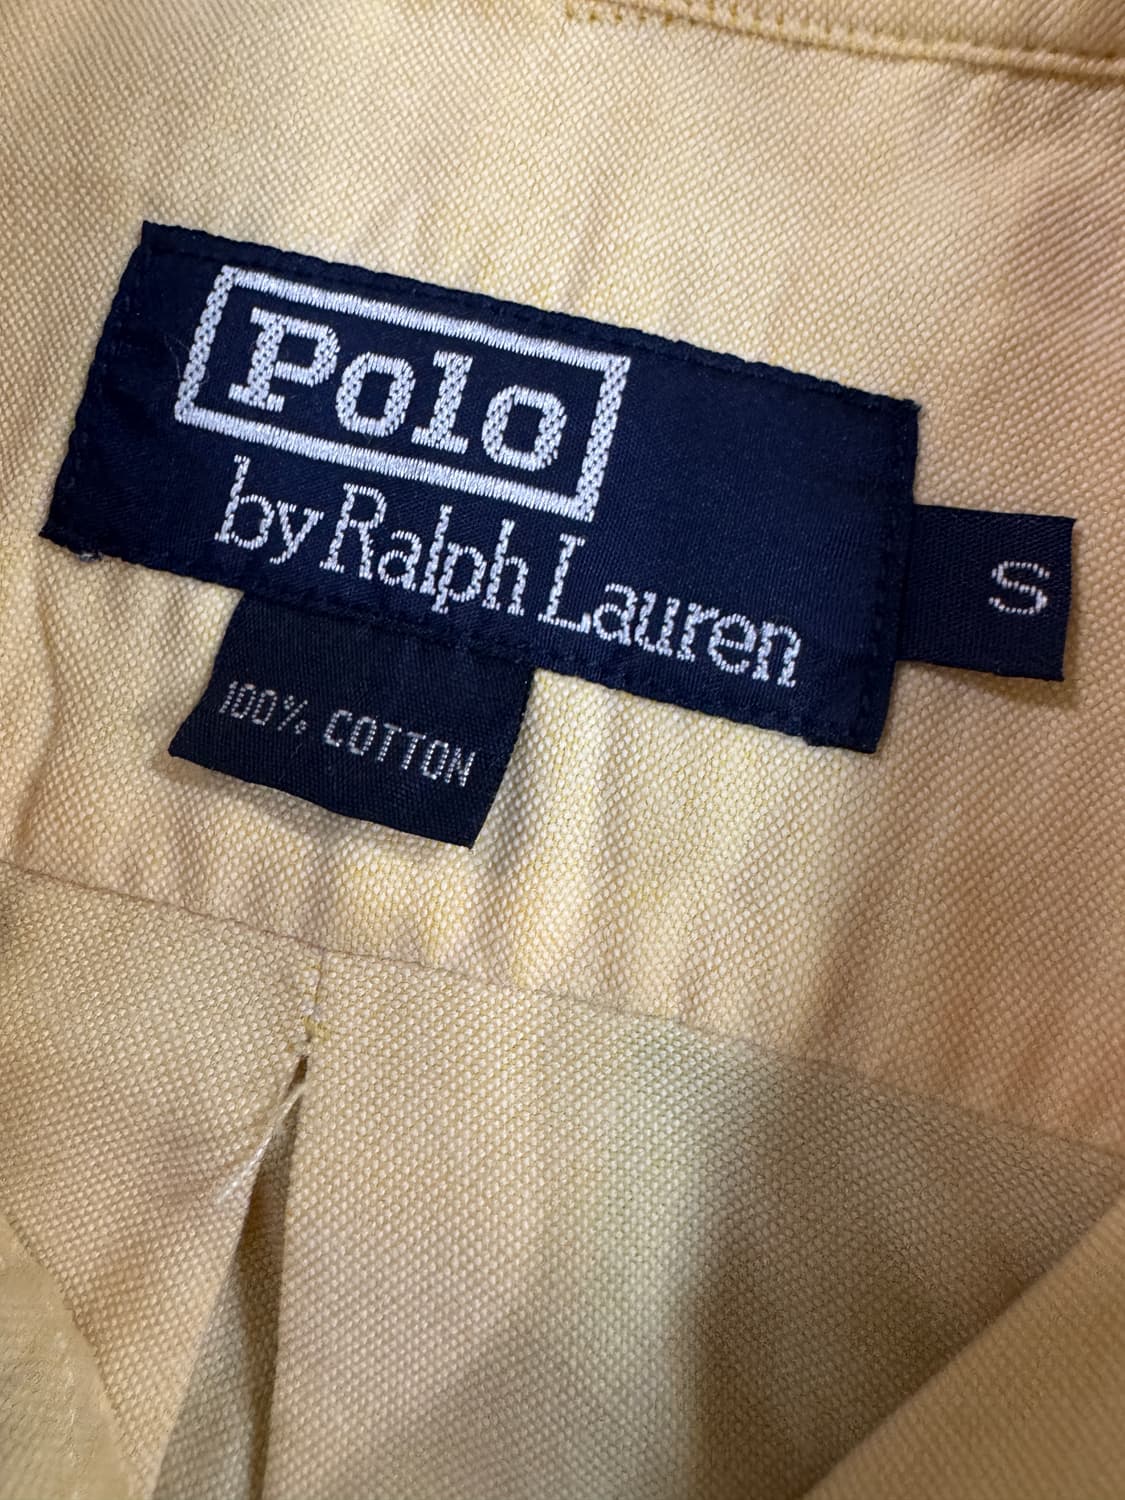 Polo
by Ralph Lauren
S
100% COTTON